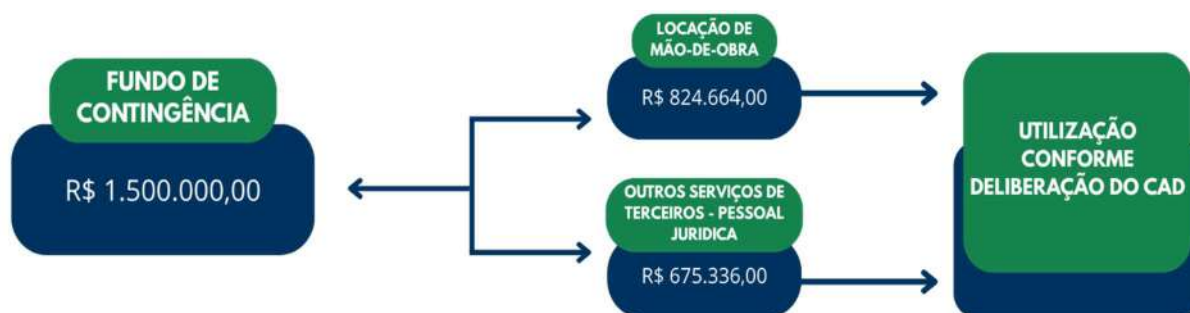 FUNDO DE
CONTINGÊNCIA
R$ 1.500.000,00
LOCAÇÃO DE
MÃO-DE-OBRA
R$ 824.664,00
OUTROS SERVIÇOS DE
TERCEIROS - PESSOAL
JURIDICA
R$ 675.336,00
UTILIZAÇÃO
CONFORME
DELIBERAÇÃO DO CAD